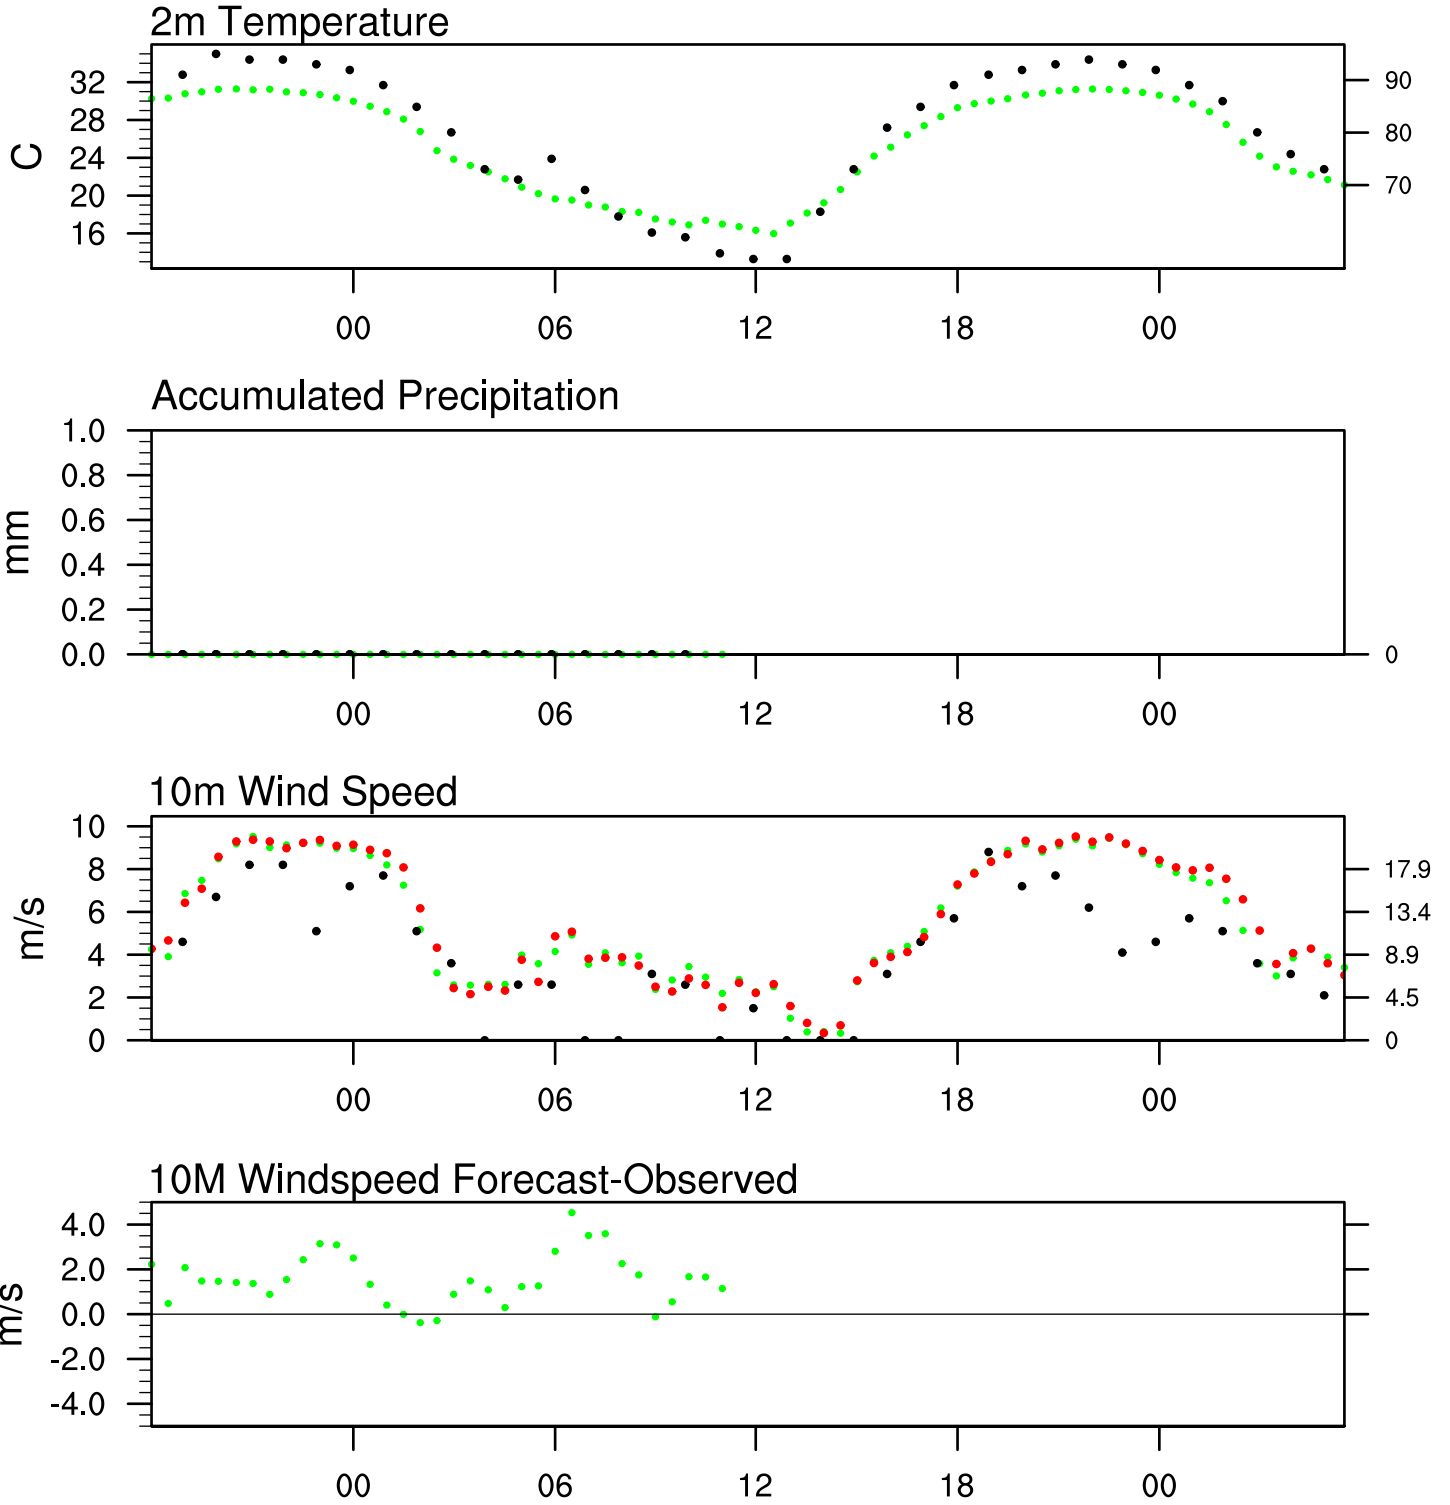 2m Temperature
C
32
28
24
20
16
90
80
70
00 06 12 18 00
Accumulated Precipitation
mm
1.0
0.8
0.6
0.4
0.2
0.0
0
00 06 12 18 00
10m Wind Speed
m/s
10
8
6
4
2
0
17.9
13.4
8.9
4.5
0
00 06 12 18 00
10M Windspeed Forecast-Observed
m/s
4.0
2.0
0.0
-2.0
-4.0
00 06 12 18 00